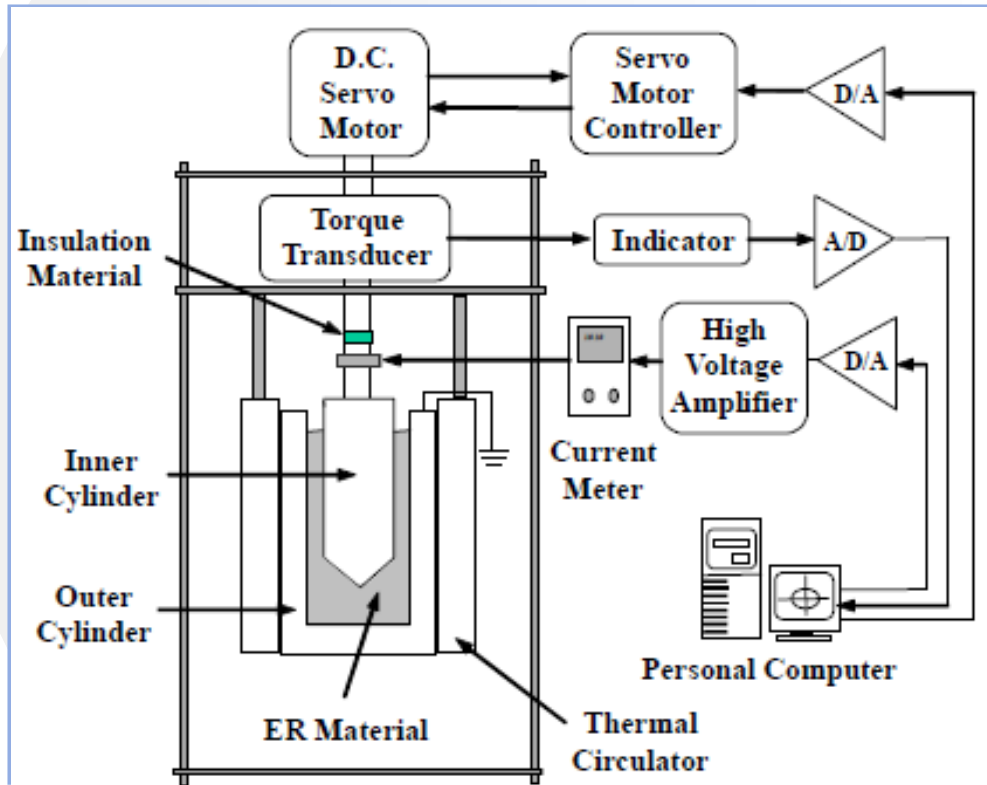 D.C.
Servo
Motor
Servo
Motor
Controller
D/A
Torque
Transducer
Indicator
A/D
Insulation
Material
High
Voltage
Amplifier
D/A
Current
Meter
Inner
Cylinder
Outer
Cylinder
Personal Computer
ER Material
Thermal
Circulator